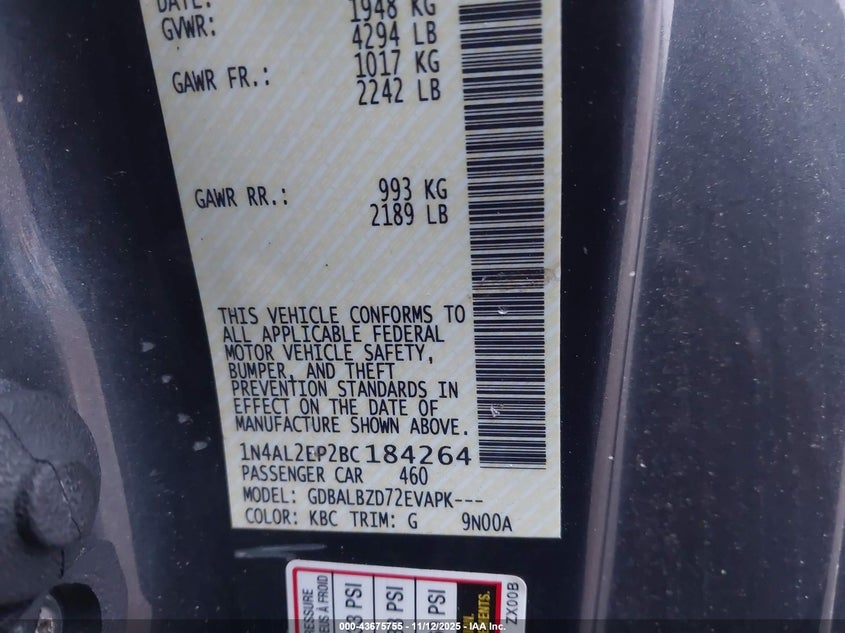 DATE: 1948 KG
GVWR: 4294 LB
1017 KG
GAWR FR.: 2242 LB
GAWR RR.: 993 KG
2189 LB
THIS VEHICLE CONFORMS TO
ALL APPLICABLE FEDERAL
MOTOR VEHICLE SAFETY,
BUMPER, AND THEFT
PREVENTION STANDARDS IN
EFFECT ON THE DATE OF
MANUFACTURE SHOWN ABOVE.
1N4AL2EP2BC184264
PASSENGER CAR 460
MODEL: GDBALBZD72EVAPK---
COLOR: KBC TRIM: G 9N00A
PSI
PSI
PSI
ZX00B
000-43675755 - 11/12/2025 - IAA Inc.